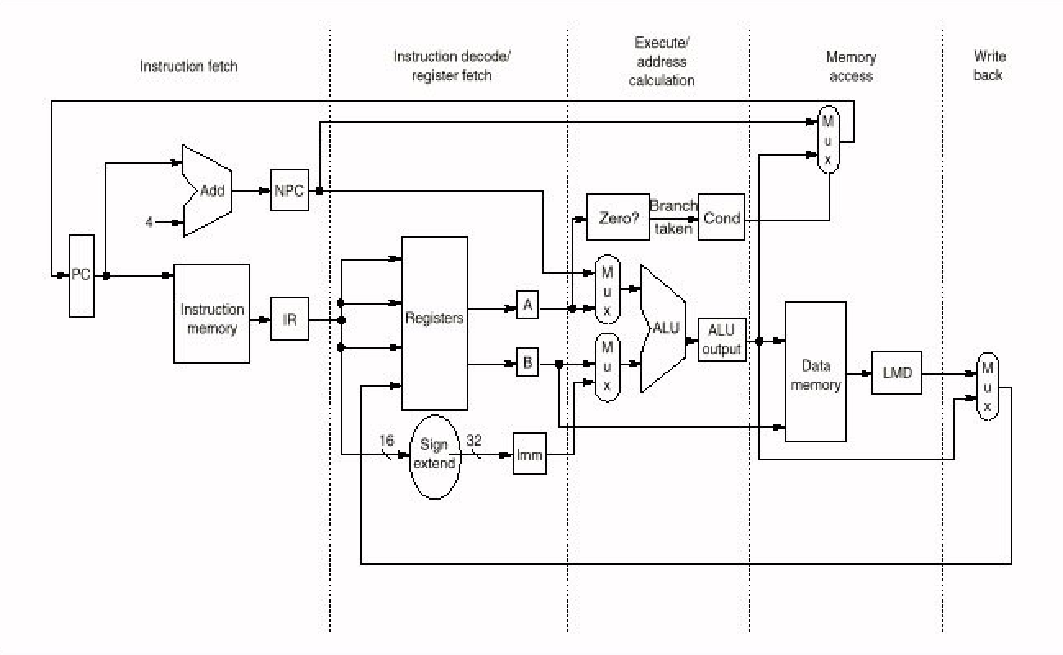 Instruction fetch
Instruction decode/
register fetch
Execute/
address
calculation
Memory
access
Write
back
M
u
x
Add
NPC
4
Zero?
Branch
taken
Cond
PC
Instruction
memory
IR
Registers
A
B
M
u
x
M
u
x
ALU
ALU
output
Data
memory
LMD
M
u
x
16
Sign
extend
32
Imm